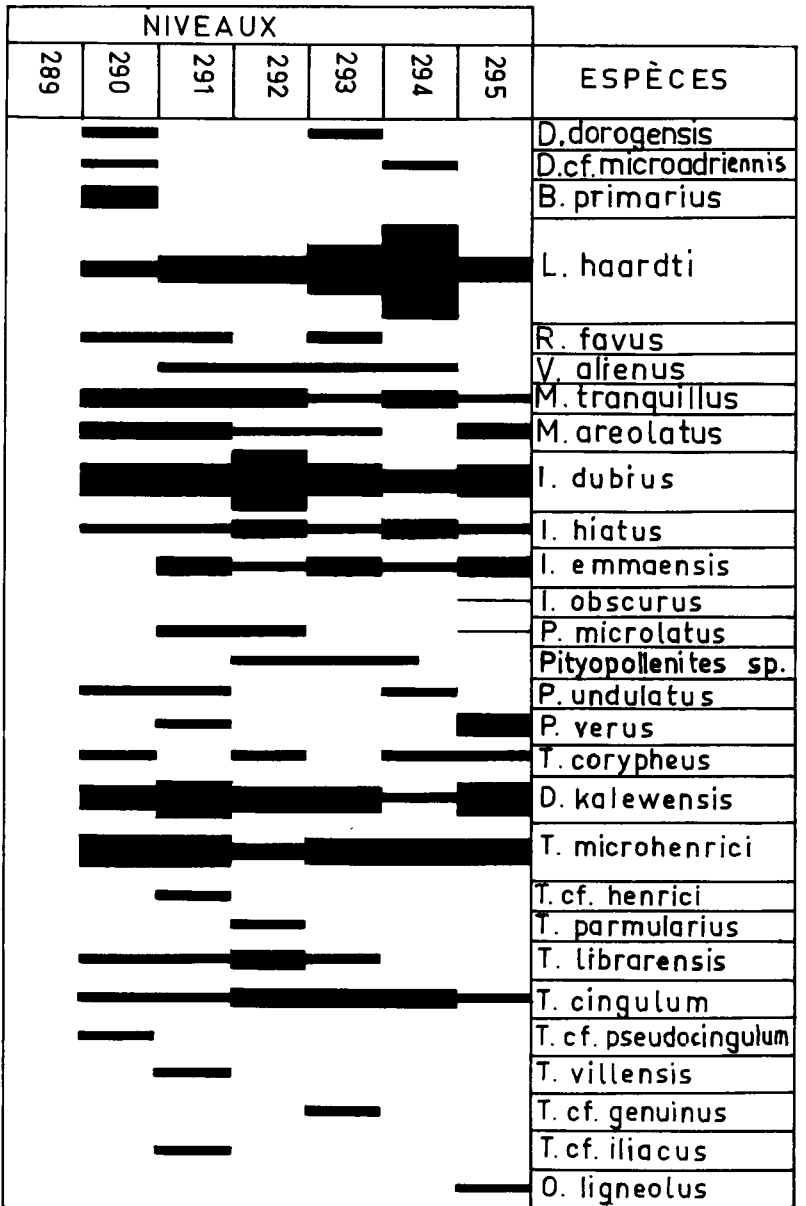 NIVEAUX
289 290 291 292 293 294 295 ESPÈCES
D. dorogensis
D. cf. microadriennis
B. primarius
L. haardti
R. favus
V. alienus
M. tranquillus
M. areolatus
I. dubius
I. hiatus
I. emmaensis
I. obscurus
P. microlatus
Pityopollenites sp.
P. undulatus
P. verus
T. corypheus
D. kalewensis
T. microhenrici
T. cf. henrici
T. parmularius
T. librarensis
T. cingulum
T. cf. pseudocingulum
T. villensis
T. cf. genuinus
T. cf. iliacus
O. ligneolus